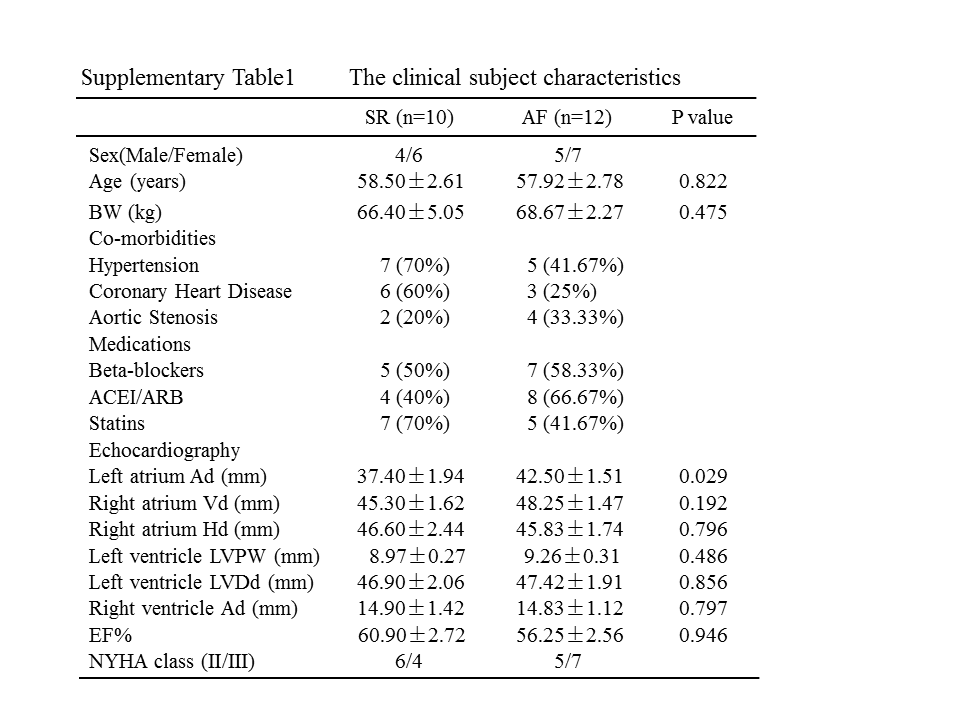 Supplementary Table1 The clinical subject characteristics
SR (n=10) AF (n=12) P value
Sex(Male/Female) 4/6 5/7
Age (years) 58.50±2.61 57.92±2.78 0.822
BW (kg) 66.40±5.05 68.67±2.27 0.475
Co-morbidities
Hypertension 7 (70%) 5 (41.67%)
Coronary Heart Disease 6 (60%) 3 (25%)
Aortic Stenosis 2 (20%) 4 (33.33%)
Medications
Beta-blockers 5 (50%) 7 (58.33%)
ACEI/ARB 4 (40%) 8 (66.67%)
Statins 7 (70%) 5 (41.67%)
Echocardiography
Left atrium Ad (mm) 37.40±1.94 42.50±1.51 0.029
Right atrium Vd (mm) 45.30±1.62 48.25±1.47 0.192
Right atrium Hd (mm) 46.60±2.44 45.83±1.74 0.796
Left ventricle LVPW (mm) 8.97±0.27 9.26±0.31 0.486
Left ventricle LVDd (mm) 46.90±2.06 47.42±1.91 0.856
Right ventricle Ad (mm) 14.90±1.42 14.83±1.12 0.797
EF% 60.90±2.72 56.25±2.56 0.946
NYHA class (II/III) 6/4 5/7